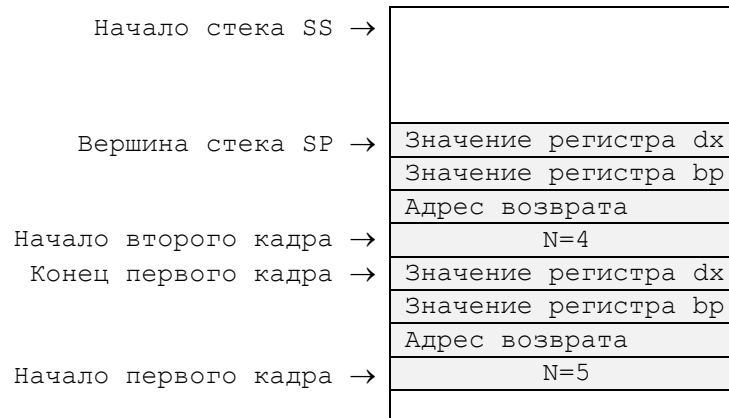 Начало стека SS →
Вершина стека SP → Значение регистра dx
Значение регистра bp
Адрес возврата
Начало второго кадра → N=4
Конец первого кадра → Значение регистра dx
Значение регистра bp
Адрес возврата
Начало первого кадра → N=5